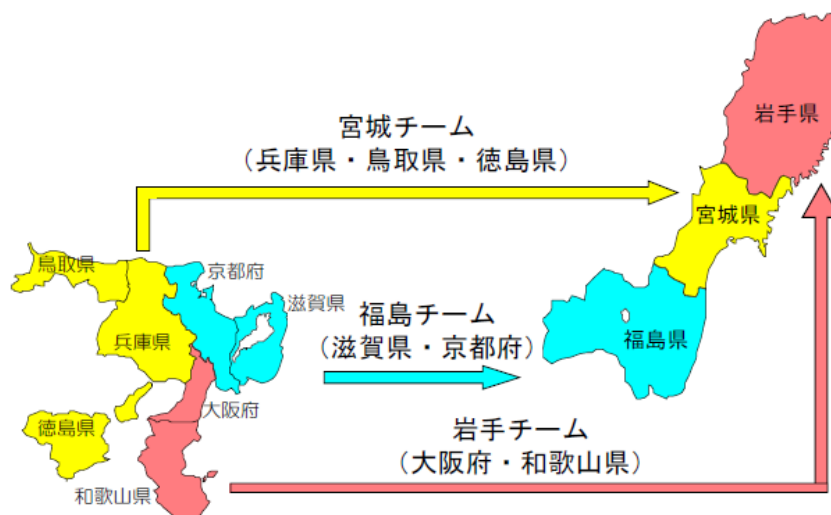 岩手県
宮城チーム
（兵庫県・鳥取県・徳島県）
宮城県
鳥取県
京都府
滋賀県
兵庫県
福島チーム
（滋賀県・京都府）
福島県
大阪府
徳島県
岩手チーム
（大阪府・和歌山県）
和歌山県